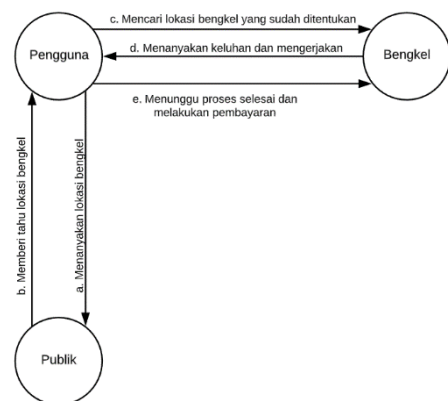 c. Mencari lokasi bengkel yang sudah ditentukan
d. Menanyakan keluhan dan mengerjakan
Pengguna
Bengkel
e. Menunggu proses selesai dan
melakukan pembayaran
b. Memberi tahu lokasi bengkel
a. Menanyakan lokasi bengkel
Publik